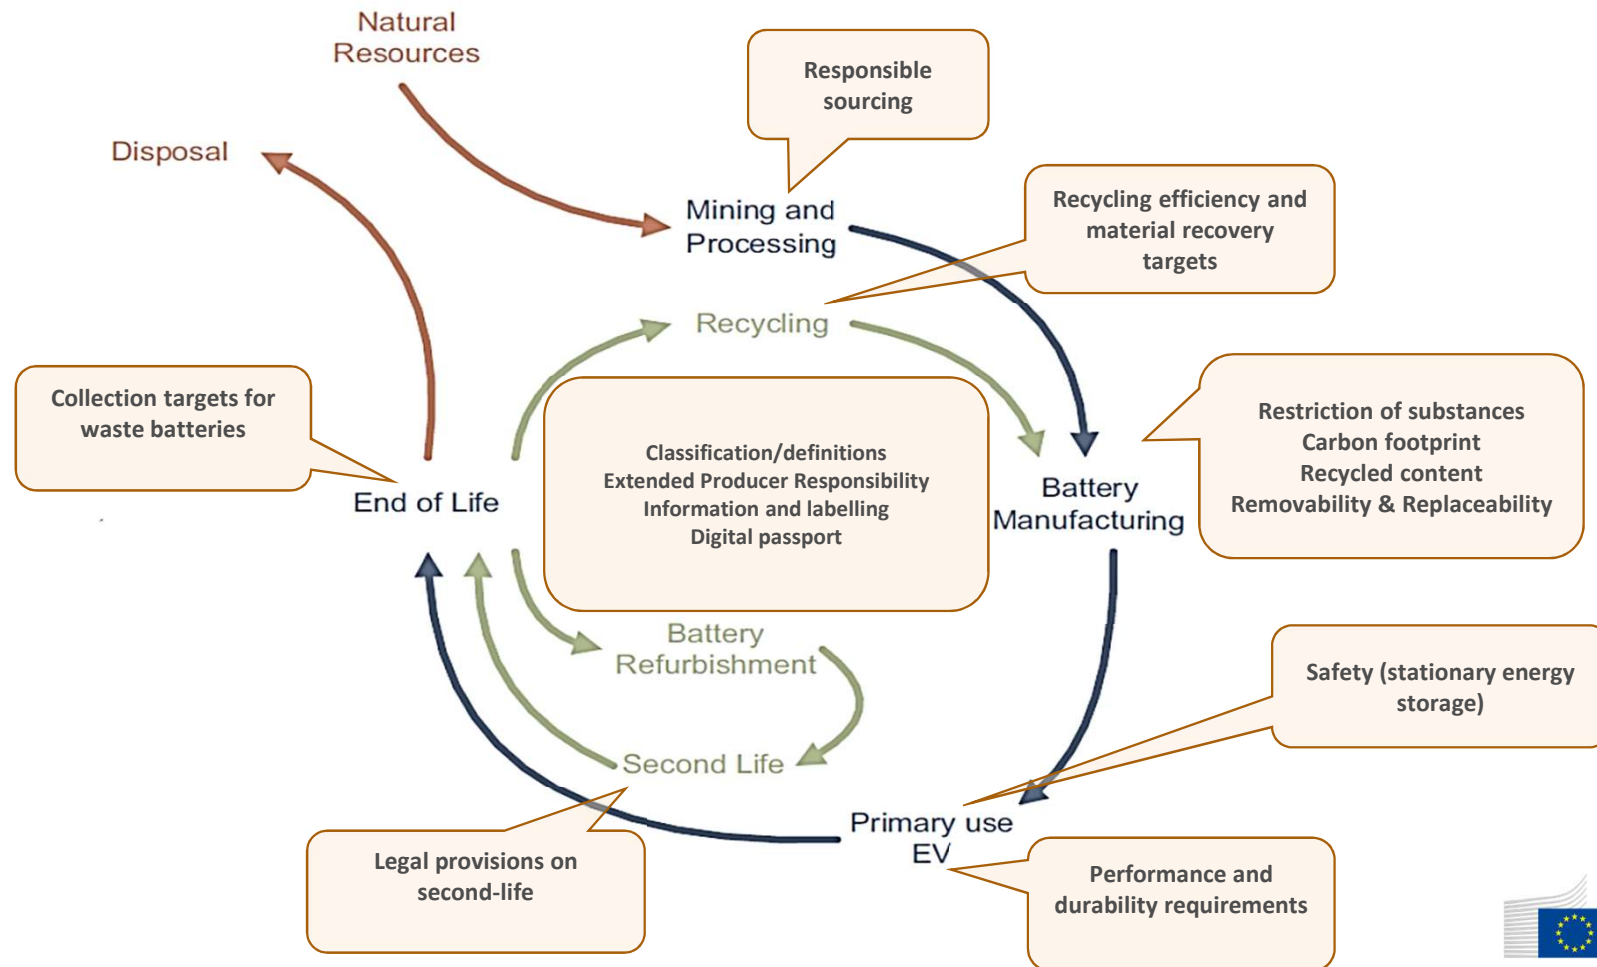 Natural
Resources
Responsible
sourcing
Disposal
Recycling efficiency and
material recovery
targets
Mining and
Processing
Recycling
Collection targets for
waste batteries
Restriction of substances
Carbon footprint
Recycled content
Removability & Replaceability
Classification/definitions
Extended Producer Responsibility
Information and labelling
Digital passport
End of Life
Battery
Manufacturing
Battery
Refurbishment
Safety (stationary energy
storage)
Second Life
Primary use
EV
Legal provisions on
second-life
Performance and
durability requirements